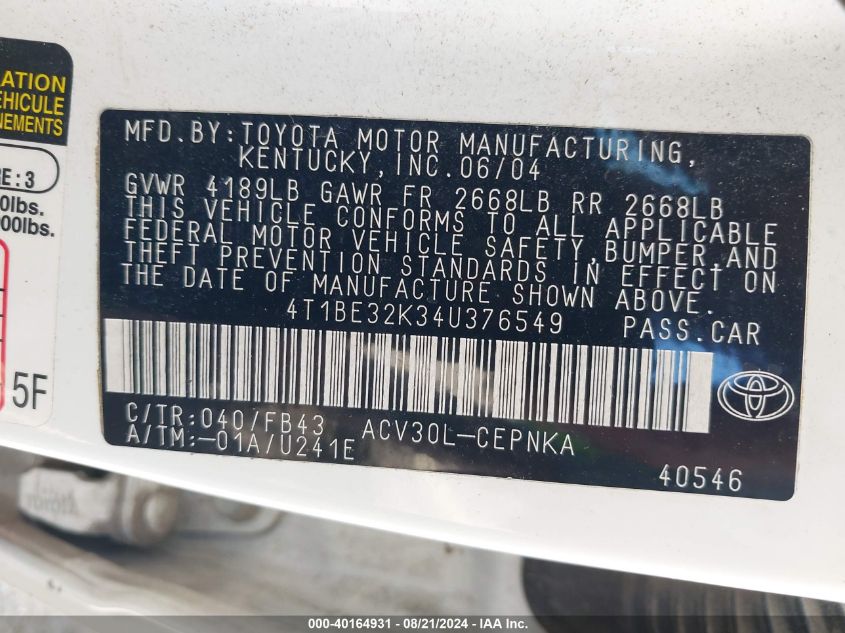 ATION
EHICULE
NEMENTS
RE:3
0lbs.
00lbs.
5F
MFD.BY:TOYOTA MOTOR MANUFACTURING,
KENTUCKY,INC.06/04
GVWR 4189LB GAWR FR 2668LB RR 2668LB
THIS VEHICLE CONFORMS TO ALL APPLICABLE
FEDERAL MOTOR VEHICLE SAFETY,BUMPER,AND
THEFT PREVENTION STANDARDS IN EFFECT ON
THE DATE OF MANUFACTURE SHOWN ABOVE.
4T1BE32K34U376549 PASS.CAR
C/TR:040/FB43 ACV30L-CEPNKA
A/TM:-01A/U241E
40546
000-40164931 - 08/21/2024 - IAA Inc.